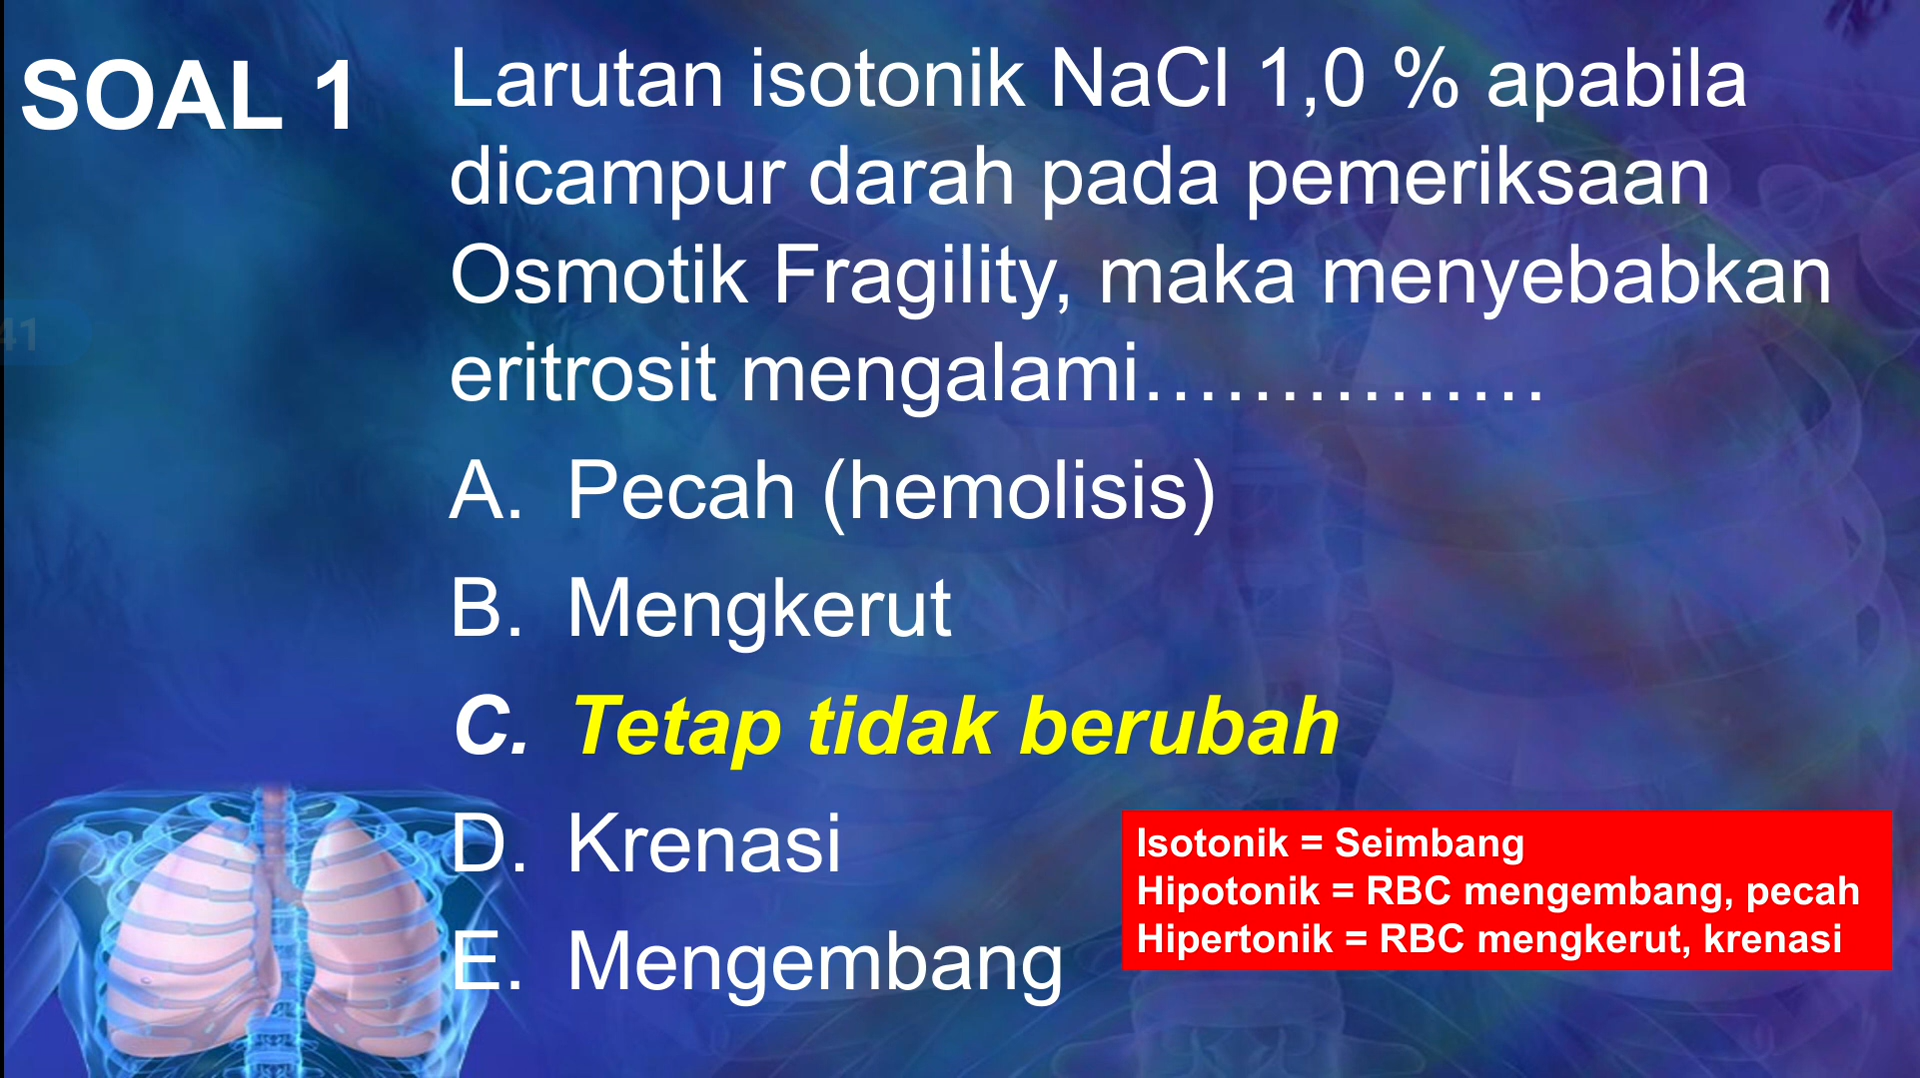 SOAL 1
Larutan isotonik NaCl 1,0 % apabila
dicampur darah pada pemeriksaan
Osmotik Fragility, maka menyebabkan
eritrosit mengalami……………
A. Pecah (hemolisis)
B. Mengkerut
C. Tetap tidak berubah
D. Krenasi
E. Mengembang
Isotonik = Seimbang
Hipotonik = RBC mengembang, pecah
Hipertonik = RBC mengkerut, krenasi
41